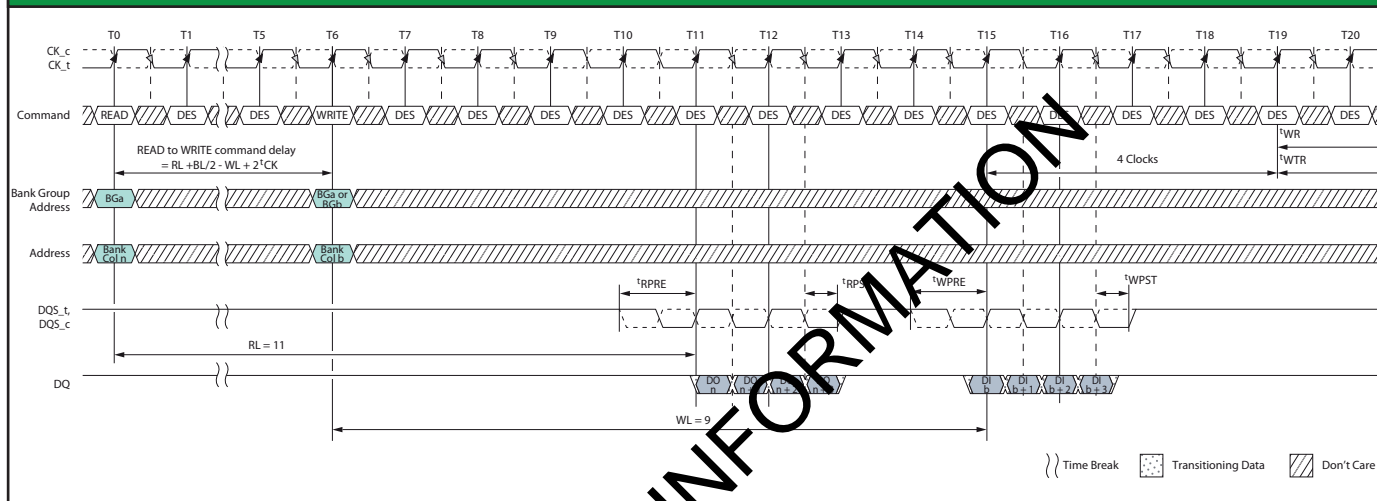 T0 T1 T5 T6 T7 T8 T9 T10 T11 T12 T13 T14 T15 T16 T17 T18 T19 T20
CK_c
CK_t
Command READ DES DES WRITE DES DES DES DES DES DES DES DES DES DES DES DES DES DES
READ to WRITE command delay
= RL +BL/2 - WL + 2 tCK
tWR
4 Clocks
tWTR
Bank Group
Address
BGa
BGa or
BGb
Address
Bank
Col n
Bank
Col b
tRPRE
tWPRE
tWPST
DQS_t,
DQS_c
RL = 11
DQ
DO
n
DI
b
DI
b + 1
DI
b + 2
DI
b + 3
WL = 9
Time Break
Transitioning Data
Don't Care
INFORMATION